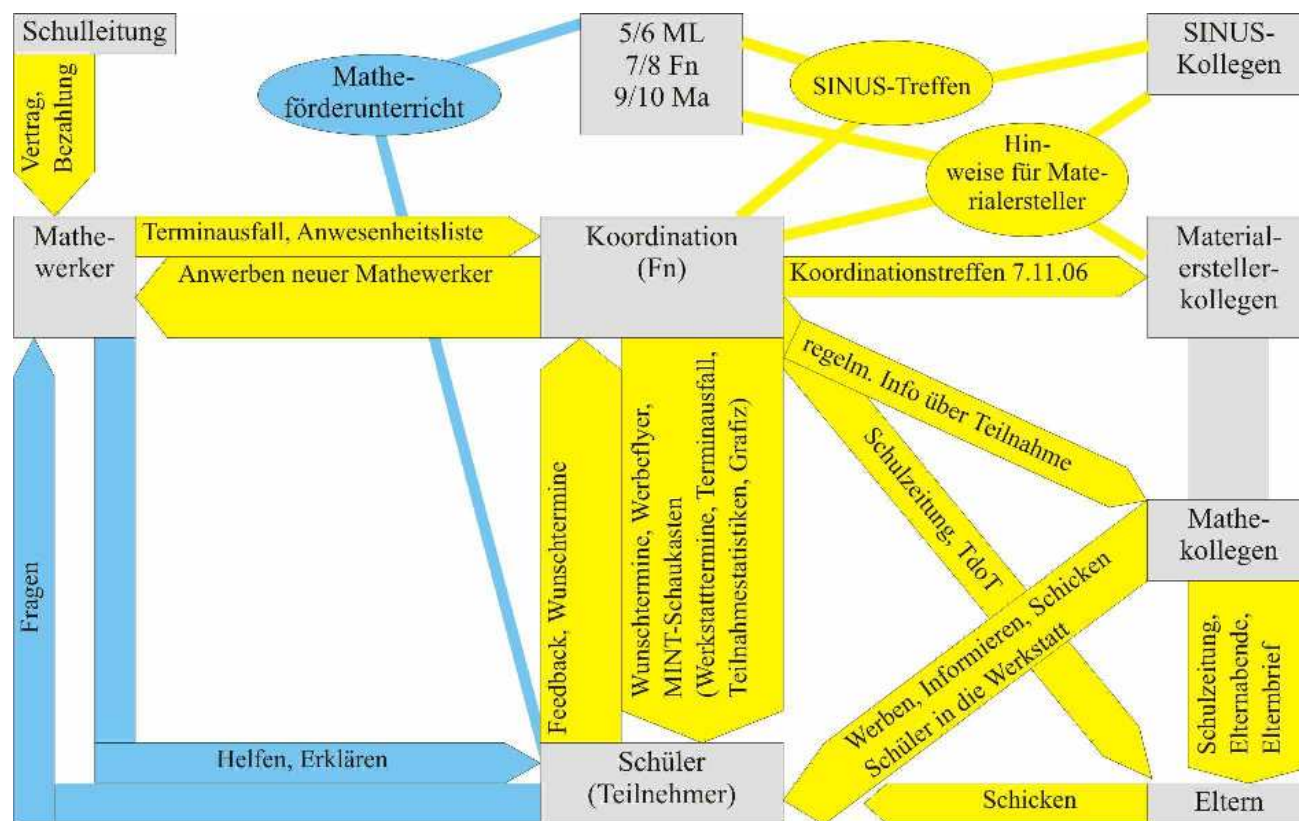 Schulleitung
Vertrag,
Bezahlung
Mathe-
förderunterricht
5/6 ML
7/8 Fn
9/10 Ma
SINUS-Treffen
SINUS-
Kollegen
Hin-
weise für Mate-
rialersteller
Mathe-
werker
Terminausfall, Anwesenheitsliste
Anwerben neuer Mathewerker
Koordination
(Fn)
Koordinationstreffen 7.11.06
Material-
ersteller-
kollegen
regelm. Info über Teilnahme
Schulzeitung, TdoT
Mathe-
kollegen
Fragen
Feedback, Wunschtermine
Wunschtermine, Werbeflyer,
MINT-Schaukasten
(Werkstatttermine, Terminausfall,
Teilnahmestatistiken, Grafiz)
Werben, Informieren, Schicken
Schüler in die Werkstatt
Schulzeitung,
Elternabende,
Elternbrief
Helfen, Erklären
Schüler
(Teilnehmer)
Schicken
Eltern